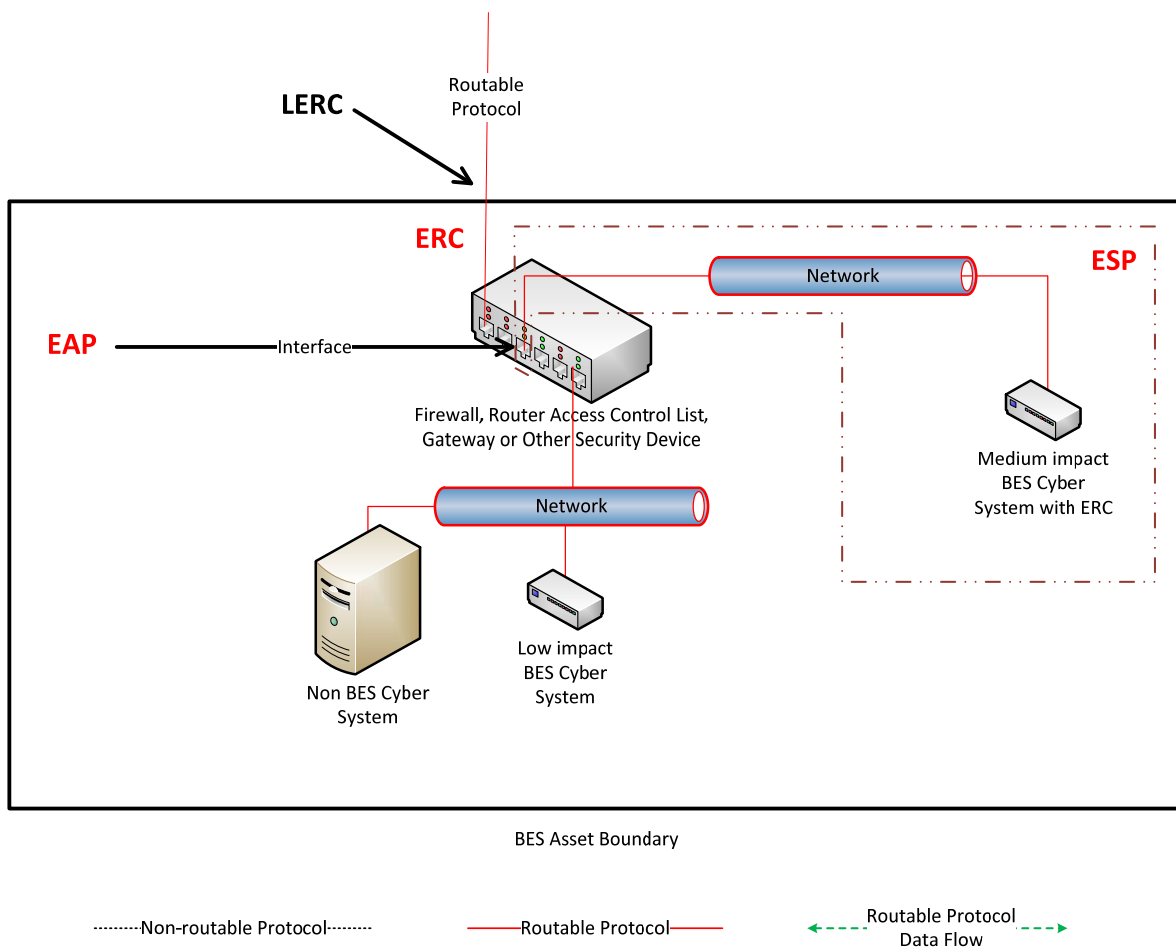 Routable
Protocol
LERC
ERC
Network
ESP
EAP
Interface
Firewall, Router Access Control List,
Gateway or Other Security Device
Medium impact
BES Cyber
System with ERC
Network
Low impact
BES Cyber
System
Non BES Cyber
System
BES Asset Boundary
Non-routable Protocol
Routable Protocol
Routable Protocol
Data Flow